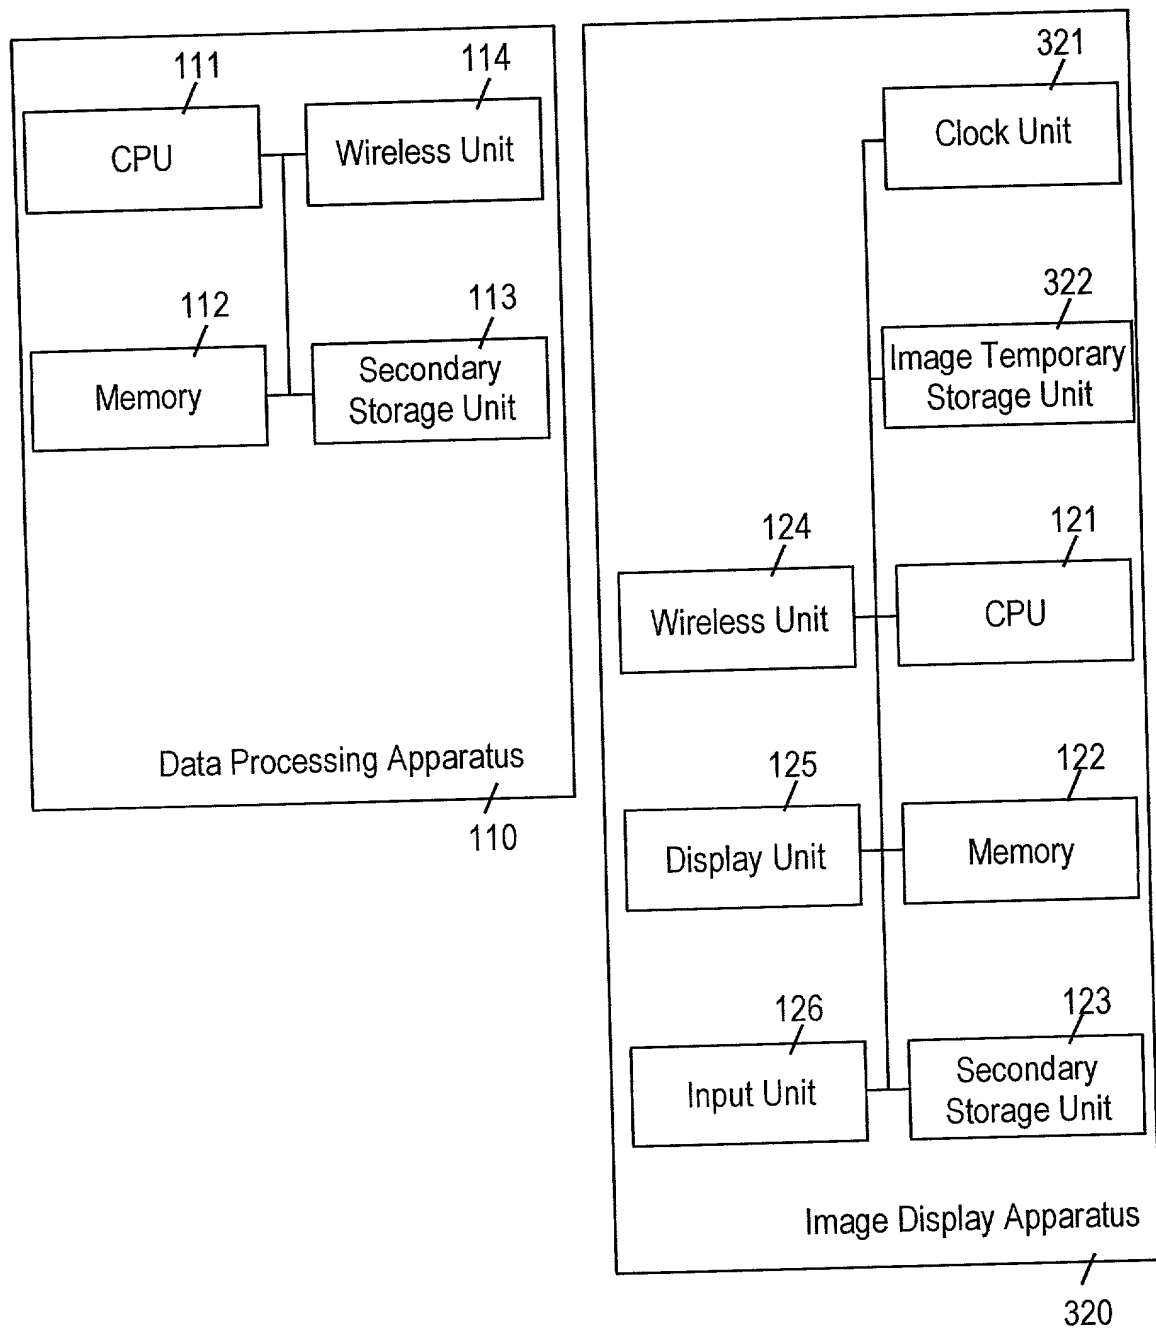 111
114
CPU
Wireless Unit
112
113
Memory
Secondary
Storage Unit
Data Processing Apparatus
110
321
Clock Unit
322
Image Temporary
Storage Unit
124
121
Wireless Unit
CPU
125
122
Display Unit
Memory
126
123
Input Unit
Secondary
Storage Unit
Image Display Apparatus
320